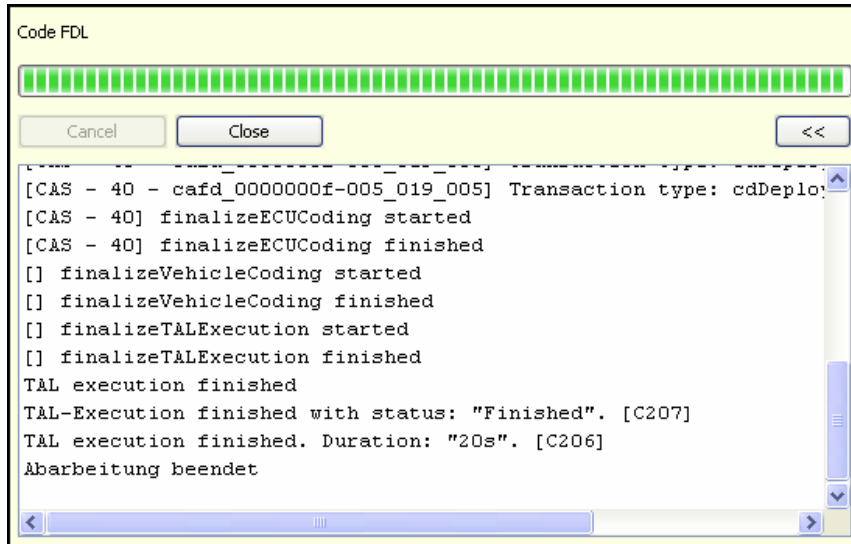 Code FDL
Cancel
Close
<<
[CAS - 40 - cafd_0000000f-005_019_005] Transaction type: cdDeploy
[CAS - 40] finalizeECUCoding started
[CAS - 40] finalizeECUCoding finished
[] finalizeVehicleCoding started
[] finalizeVehicleCoding finished
[] finalizeTALExecution started
[] finalizeTALExecution finished
TAL execution finished
TAL-Execution finished with status: "Finished". [C207]
TAL execution finished. Duration: "20s". [C206]
Abarbeitung beendet